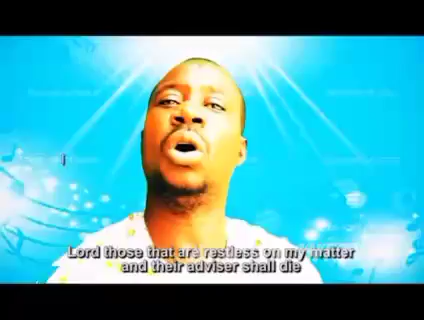 Lord those that are restless on my matter
and their adviser shall die